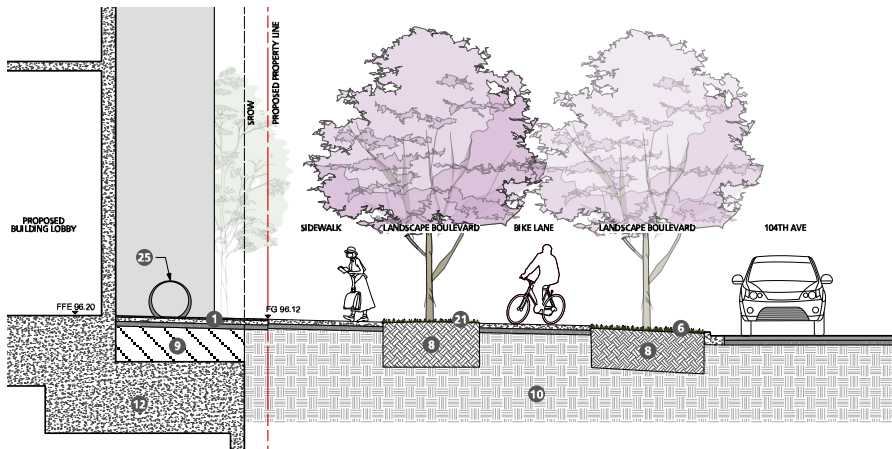 SROW
PROPOSED PROPERTY LINE
PROPOSED
BUILDING LOBBY
SIDEWALK
LANDSCAPE BOULEVARD
BIKE LANE
LANDSCAPE BOULEVARD
104TH AVE
25
FFE 96.20
1
FG 96.12
21
6
9
8
8
12
10